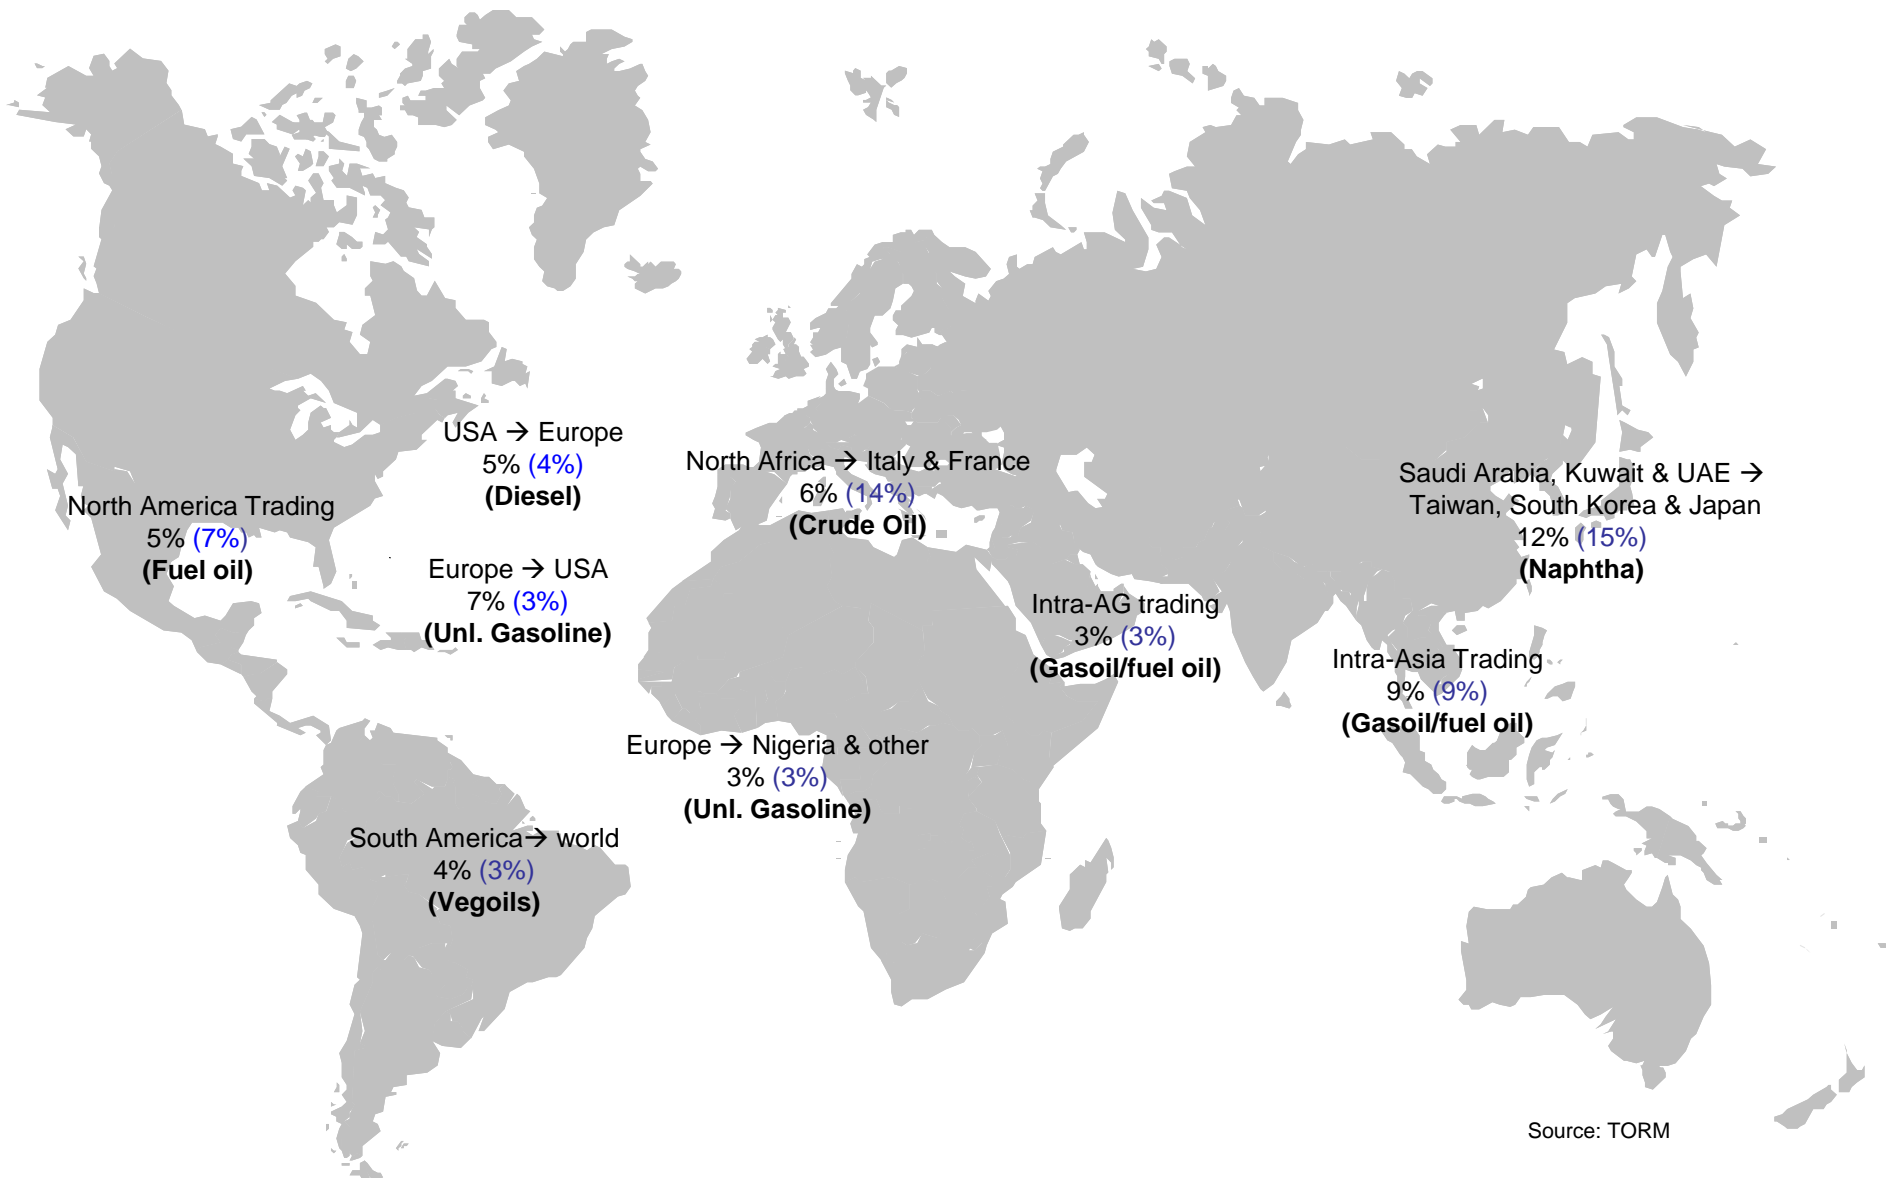 USA → Europe
5% (4%)
(Diesel)
North Africa → Italy & France
6% (14%)
(Crude Oil)
Saudi Arabia, Kuwait & UAE →
Taiwan, South Korea & Japan
12% (15%)
(Naphtha)
North America Trading
5% (7%)
(Fuel oil)
Europe → USA
7% (3%)
(Unl. Gasoline)
Intra-AG trading
3% (3%)
(Gasoil/fuel oil)
Intra-Asia Trading
9% (9%)
(Gasoil/fuel oil)
Europe → Nigeria & other
3% (3%)
(Unl. Gasoline)
South America→ world
4% (3%)
(Vegoils)
Source: TORM